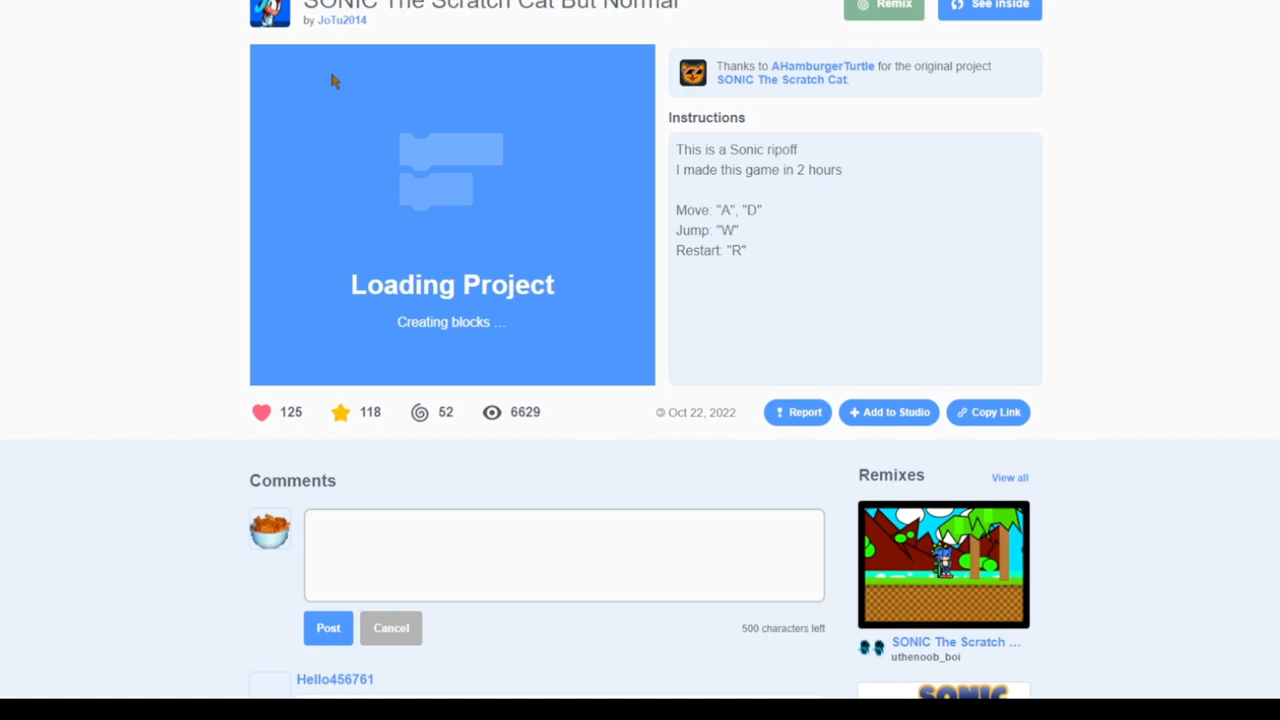 SONIC The Scratch Cat But Normal
by JoTu2014
Remix
See inside
Thanks to AHamburgerTurtle for the original project
SONIC The Scratch Cat.
Instructions
This is a Sonic ripoff
I made this game in 2 hours
Move: "A", "D"
Jump: "W"
Restart: "R"
Loading Project
Creating blocks …
125
118
52
6629
© Oct 22, 2022
Report
Add to Studio
Copy Link
Comments
Remixes
View all
Post
Cancel
500 characters left
SONIC The Scratch ...
uthenoob_boi
Hello456761
SONIC